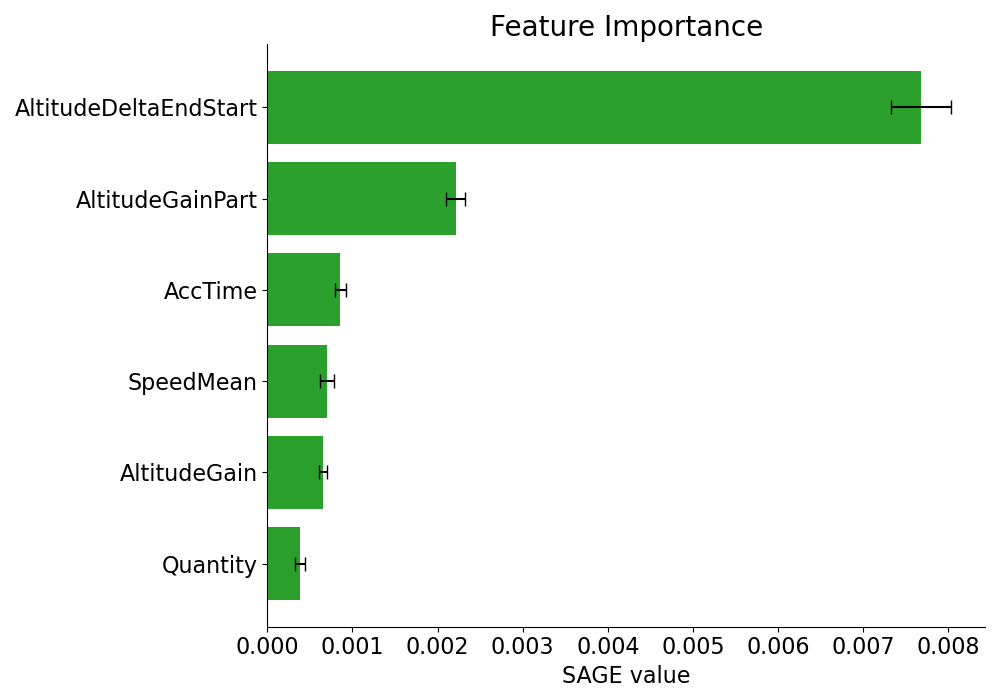 Feature Importance
AltitudeDeltaEndStart
AltitudeGainPart
AccTime
SpeedMean
AltitudeGain
Quantity
0.000 0.001 0.002 0.003 0.004 0.005 0.006 0.007 0.008
SAGE value